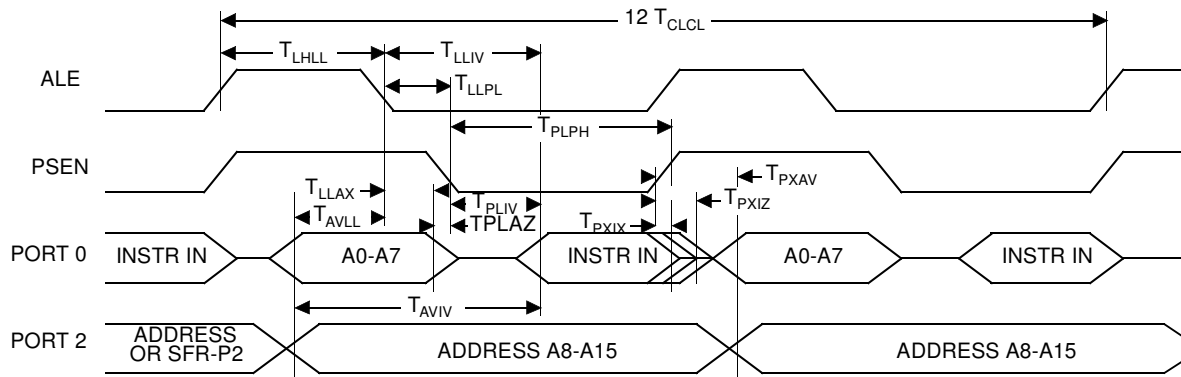 12 TCLCL
TLHLL TLLIV
ALE
TLLPL
TPLPH
PSEN
TLLAX TPXAV
TPLIV TPXIZ
TAVLL TPLAZ TPXIX
PORT 0 INSTR IN A0-A7 INSTR IN A0-A7 INSTR IN
TAVIV
PORT 2 ADDRESS OR SFR-P2 ADDRESS A8-A15 ADDRESS A8-A15